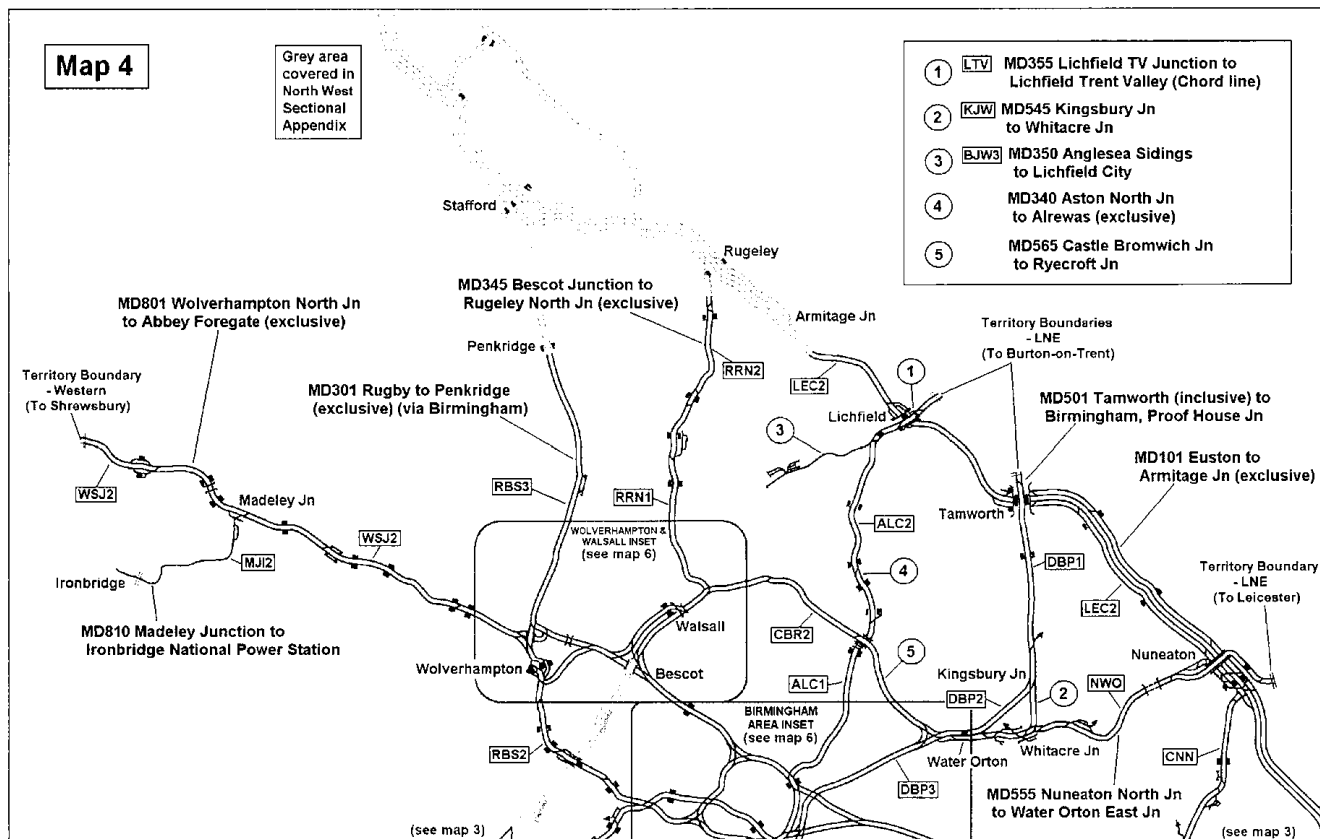 Map 4
Grey area
covered in
North West
Sectional
Appendix
1 LTV MD355 Lichfield TV Junction to
Lichfield Trent Valley (Chord line)
2 KJW MD545 Kingsbury Jn
to Whitacre Jn
3 BJW3 MD350 Anglesea Sidings
to Lichfield City
4 MD340 Aston North Jn
to Alrewas (exclusive)
5 MD565 Castle Bromwich Jn
to Ryecroft Jn
Stafford
Rugeley
MD345 Bescot Junction to
Rugeley North Jn (exclusive)
MD801 Wolverhampton North Jn
to Abbey Foregate (exclusive)
Armitage Jn
Territory Boundaries
- LNE
(To Burton-on-Trent)
Penkridge
RRN2
Territory Boundary
- Western
(To Shrewsbury)
MD301 Rugby to Penkridge
(exclusive) (via Birmingham)
LEC2
1
Lichfield
MD501 Tamworth (inclusive) to
Birmingham, Proof House Jn
3
MD101 Euston to
Armitage Jn (exclusive)
WSJ2
Madeley Jn
RBS3
RRN1
Tamworth
ALC2
WOLVERHAMPTON &
WALSALL INSET
(see map 6)
WSJ2
MJI2
Ironbridge
4
DBP1
Territory Boundary
- LNE
(To Leicester)
LEC2
MD810 Madeley Junction to
Ironbridge National Power Station
Walsall
CBR2
Nuneaton
Wolverhampton
Bescot
5
Kingsbury Jn
ALC1
DBP2
2
NWO
BIRMINGHAM
AREA INSET
(see map 6)
RBS2
Water Orton
Whitacre Jn
CNN
DBP3
MD555 Nuneaton North Jn
to Water Orton East Jn
(see map 3)
(see map 3)